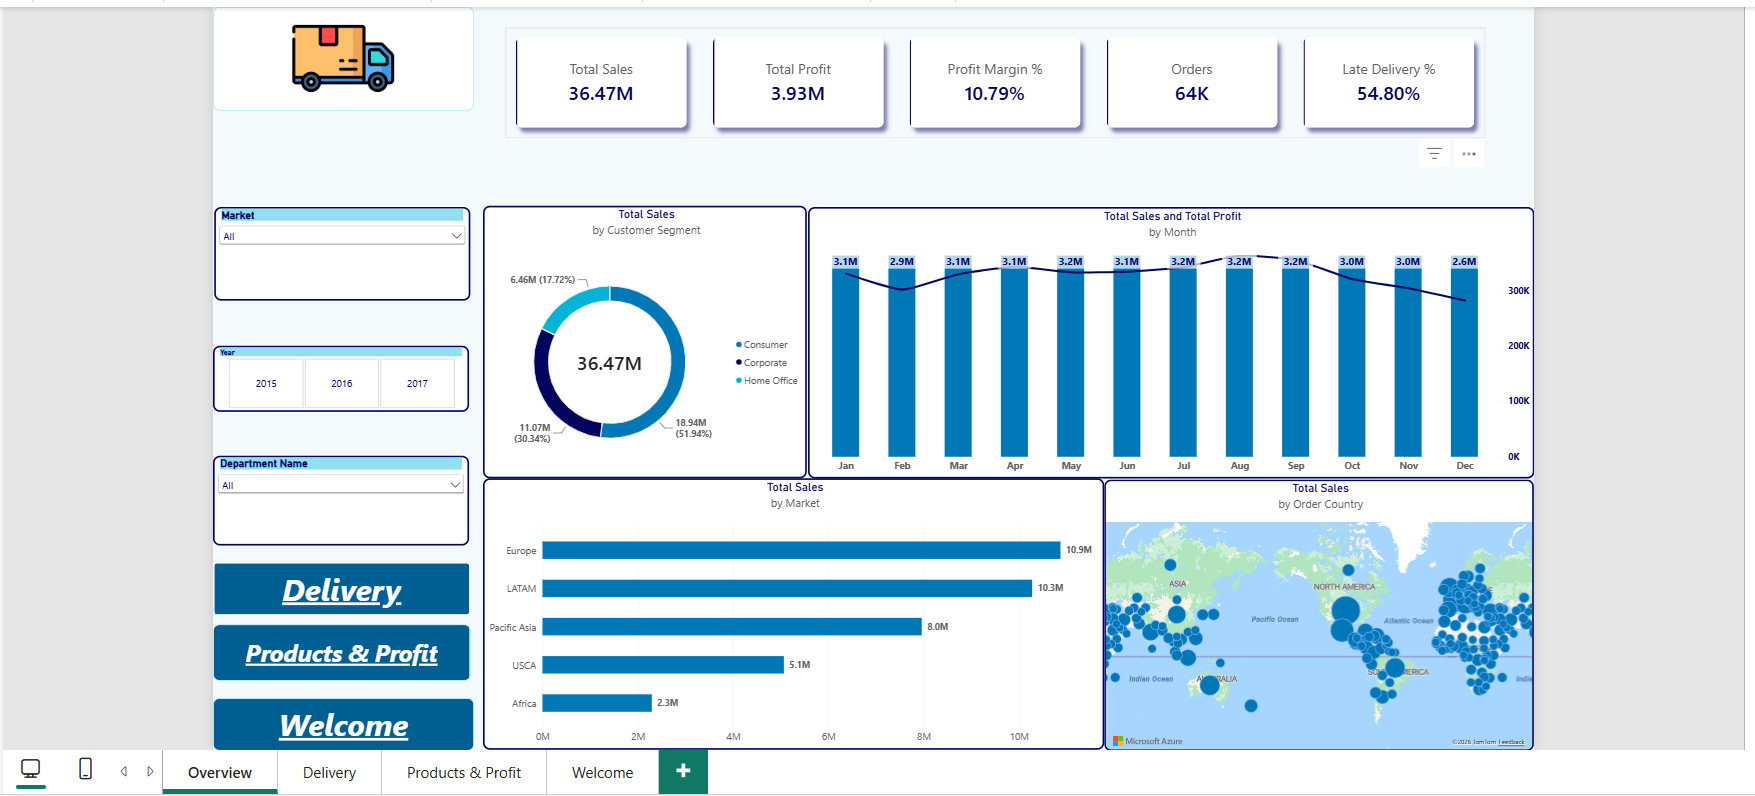 Total Sales
36.47M
Total Profit
3.93M
Profit Margin %
10.79%
Orders
64K
Late Delivery %
54.80%
Market
All
Year
2015 2016 2017
Department Name
All
Delivery
Products & Profit
Welcome
Total Sales
by Customer Segment
6.46M (17.72%)
36.47M
11.07M
(30.34%)
18.94M
(51.94%)
Consumer
Corporate
Home Office
Total Sales and Total Profit
by Month
3.1M 2.9M 3.1M 3.1M 3.2M 3.1M 3.2M 3.2M 3.2M 3.0M 3.0M 2.6M
300K
200K
100K
0K
Jan Feb Mar Apr May Jun Jul Aug Sep Oct Nov Dec
Total Sales
by Market
Europe 10.9M
LATAM 10.3M
Pacific Asia 8.0M
USCA 5.1M
Africa 2.3M
0M 2M 4M 6M 8M 10M
Total Sales
by Order Country
ASIA
NORTH AMERICA
Pacific Ocean
Atlantic Ocean
Indian Ocean
Microsoft Azure
©2026 TomTom Feedback
Overview Delivery Products & Profit Welcome